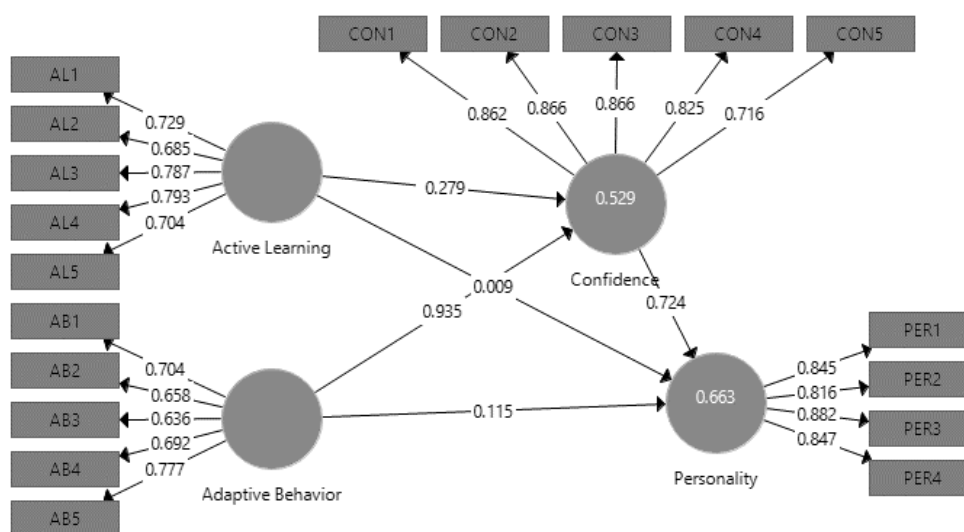 CON1 CON2 CON3 CON4 CON5
AL1
AL2
AL3
AL4
AL5
0.729
0.685
0.787
0.793
0.704
Active Learning
0.862
0.866
0.866
0.825
0.716
0.279
0.529
Confidence
0.009
0.935
0.724
AB1
AB2
AB3
AB4
AB5
0.704
0.658
0.636
0.692
0.777
Adaptive Behavior
0.115
0.663
Personality
0.845
0.816
0.882
0.847
PER1
PER2
PER3
PER4